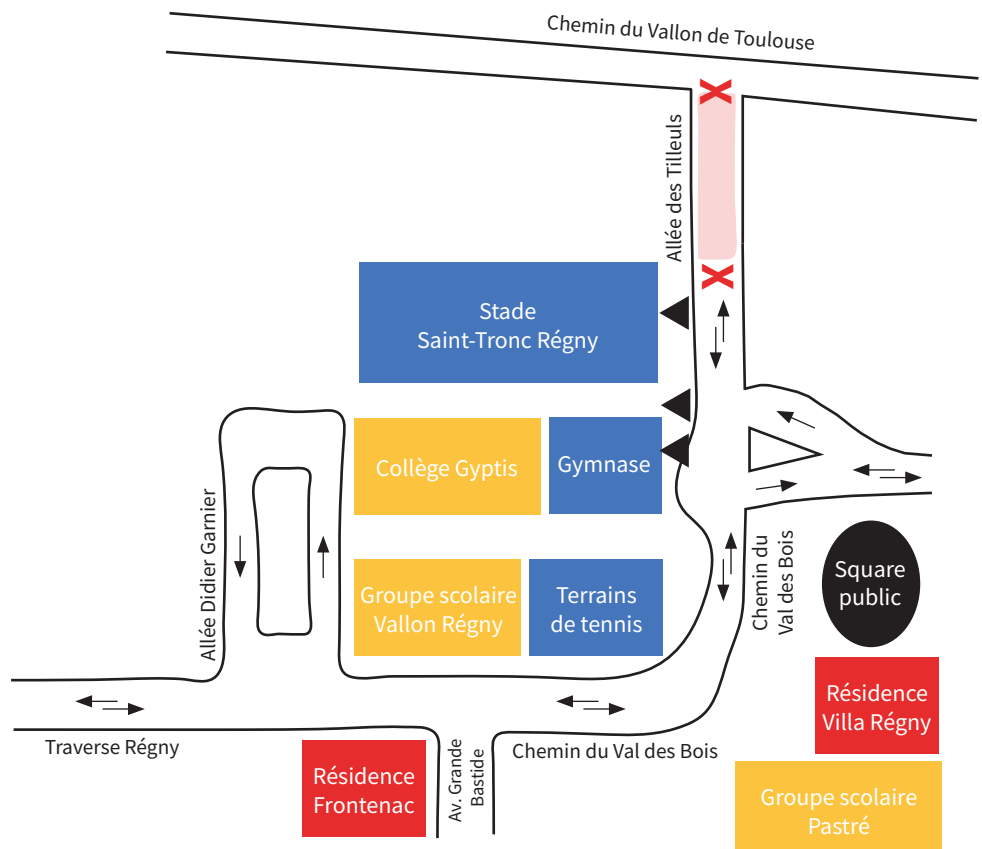 Chemin du Vallon de Toulouse
Allée des Tilleuls
Stade
Saint-Tronc Régny
Collège Gyptis
Gymnase
Allée Didier Garnier
Groupe scolaire
Vallon Régny
Terrains
de tennis
Chemin du
Val des Bois
Square
public
Résidence
Villa Régny
Traverse Régny
Résidence
Frontenac
Av. Grande
Bastide
Chemin du Val des Bois
Groupe scolaire
Pastré